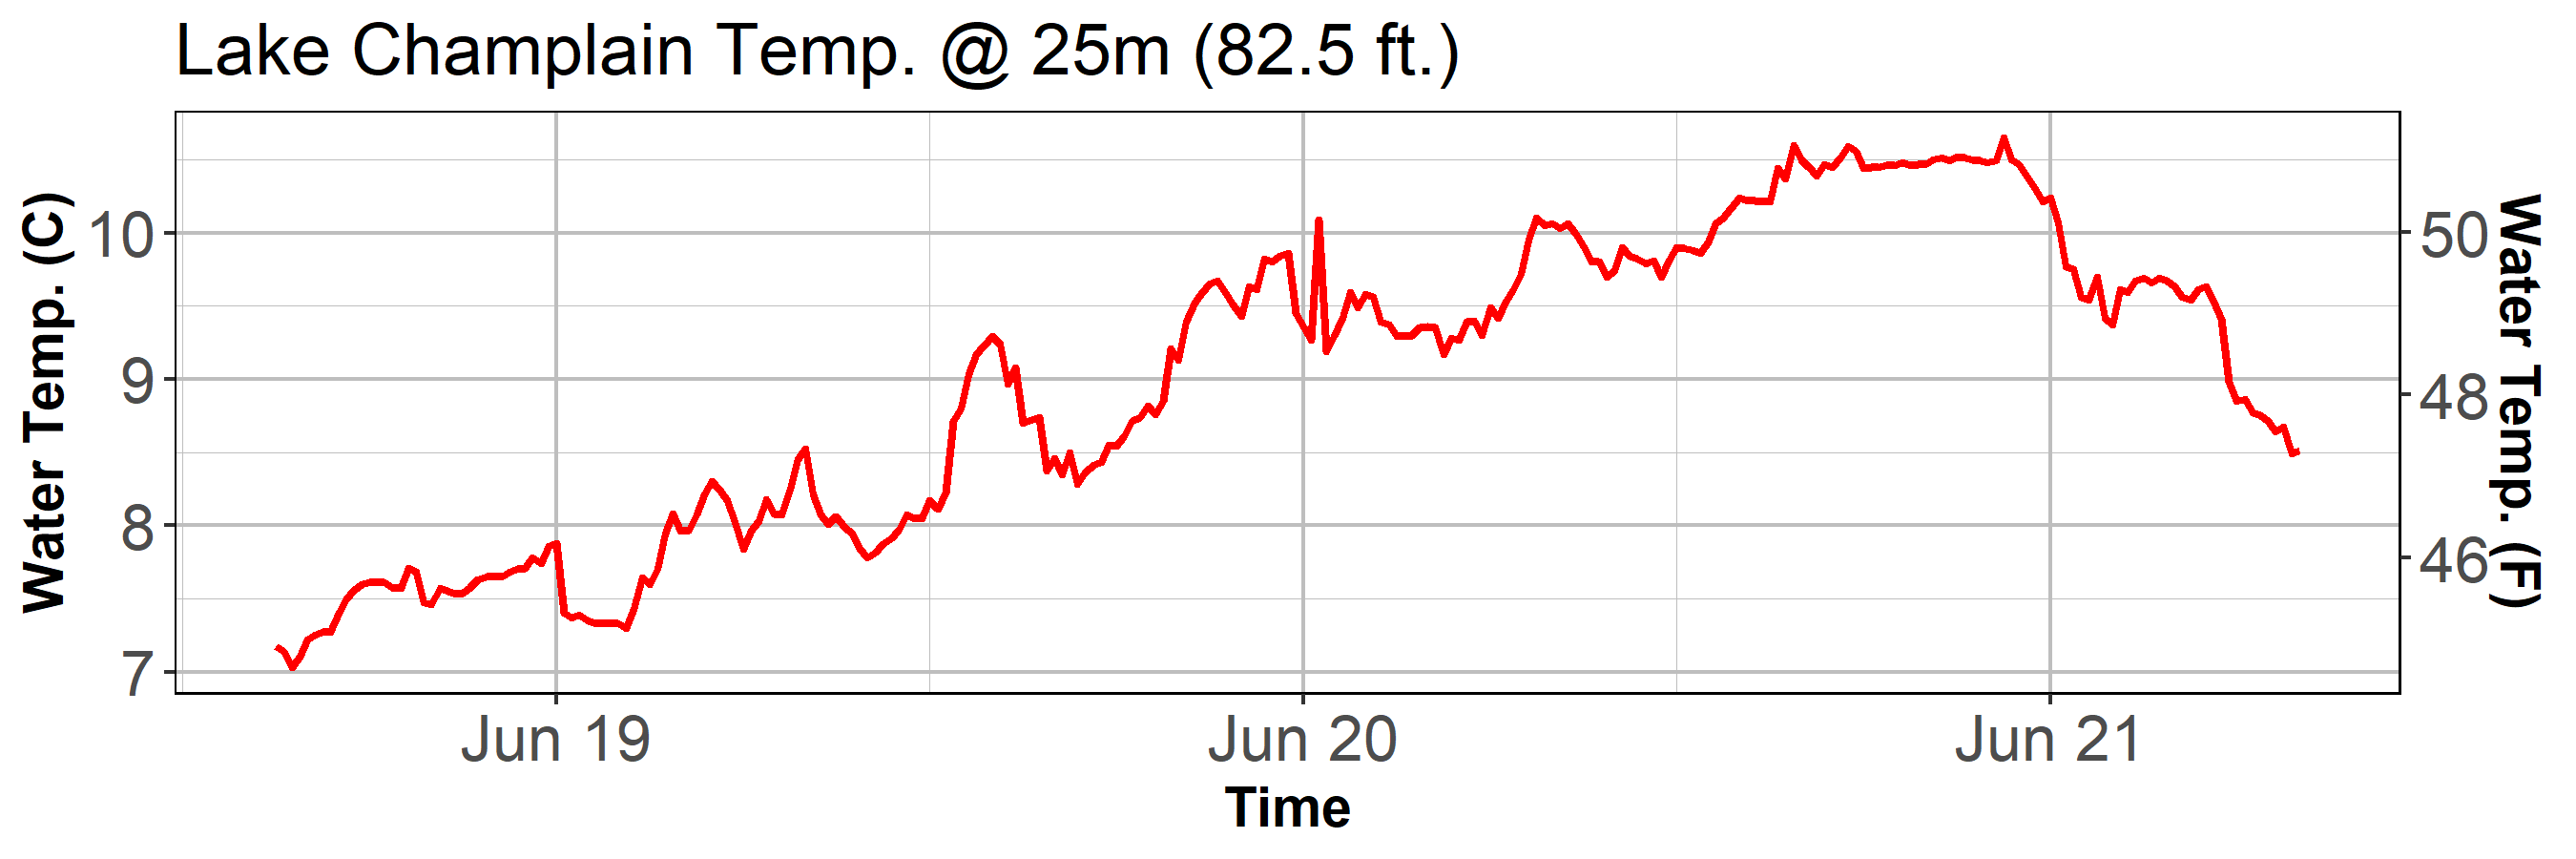 Lake Champlain Temp. @ 25m (82.5 ft.)
Water Temp. (C)
10
9
8
7
50
48
46
Water Temp. (F)
Jun 19
Jun 20
Jun 21
Time